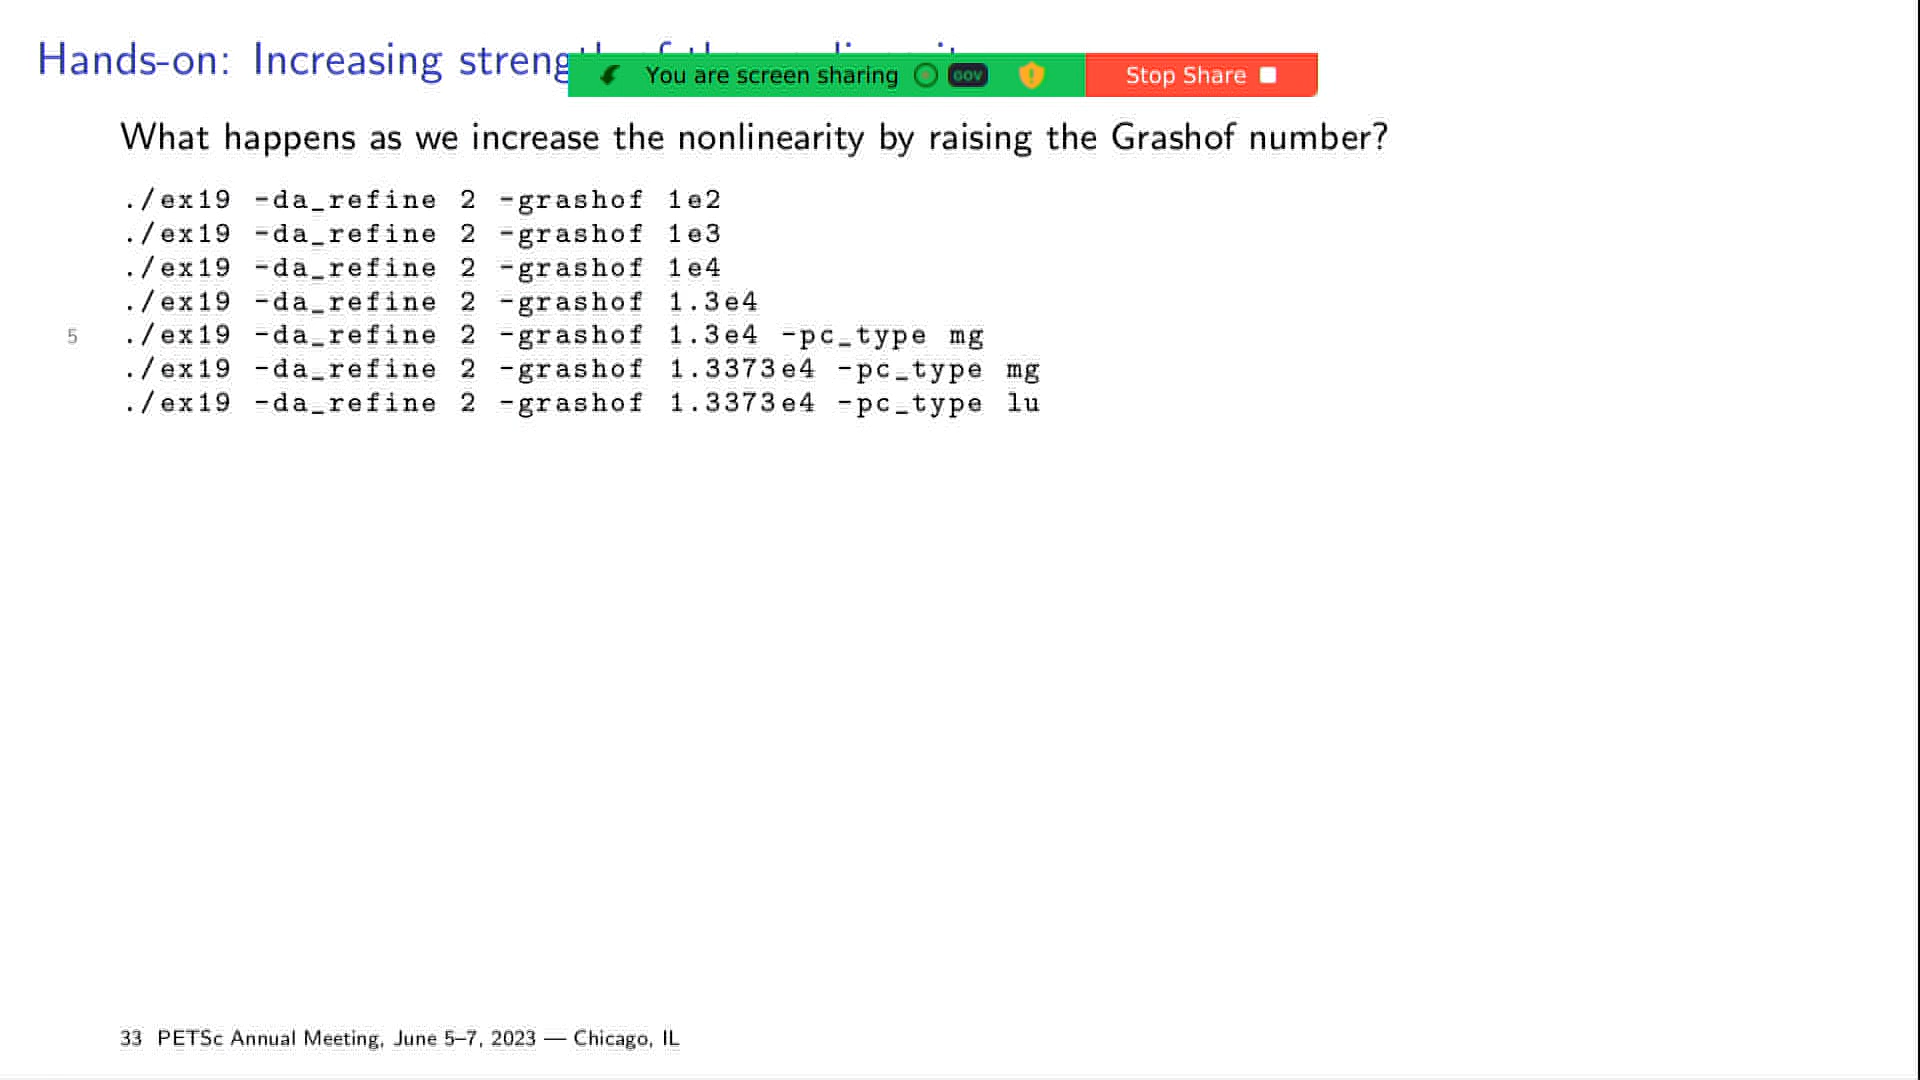 Hands-on: Increasing
You are screen sharing GOV Stop Share
What happens as we increase the nonlinearity by raising the Grashof number?
./ex19 -da_refine 2 -grashof 1e2
./ex19 -da_refine 2 -grashof 1e3
./ex19 -da_refine 2 -grashof 1e4
./ex19 -da_refine 2 -grashof 1.3e4
5 ./ex19 -da_refine 2 -grashof 1.3e4 -pc_type mg
./ex19 -da_refine 2 -grashof 1.3373e4 -pc_type mg
./ex19 -da_refine 2 -grashof 1.3373e4 -pc_type lu
33 PETSc Annual Meeting, June 5–7, 2023 — Chicago, IL